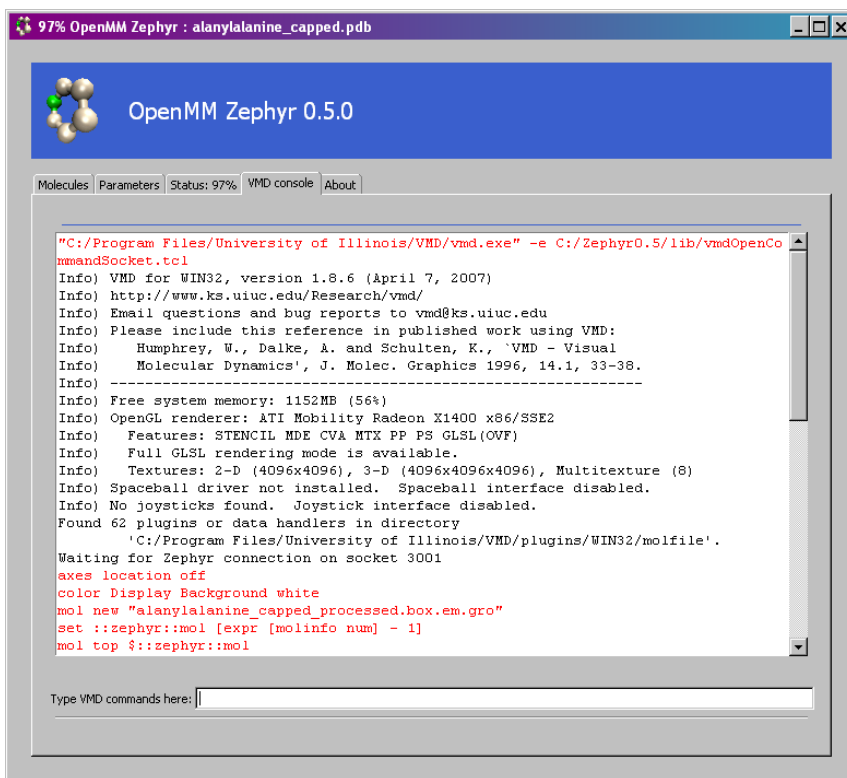 97% OpenMM Zephyr : alanylalanine_capped.pdb
OpenMM Zephyr 0.5.0
Molecules Parameters Status: 97% VMD console About
"C:/Program Files/University of Illinois/VMD/vmd.exe" -e C:/Zephyr0.5/lib/vmdOpenCo
mmandSocket.tcl
Info) VMD for WIN32, version 1.8.6 (April 7, 2007)
Info) http://www.ks.uiuc.edu/Research/vmd/
Info) Email questions and bug reports to vmd@ks.uiuc.edu
Info) Please include this reference in published work using VMD:
Info)    Humphrey, W., Dalke, A. and Schulten, K., `VMD - Visual
Info)    Molecular Dynamics', J. Molec. Graphics 1996, 14.1, 33-38.
Info) -------------------------------------------------------------
Info) Free system memory: 1152MB (56%)
Info) OpenGL renderer: ATI Mobility Radeon X1400 x86/SSE2
Info)   Features: STENCIL MDE CVA MTX PP PS GLSL(OVF)
Info)   Full GLSL rendering mode is available.
Info)   Textures: 2-D (4096x4096), 3-D (4096x4096x4096), Multitexture (8)
Info) Spaceball driver not installed.  Spaceball interface disabled.
Info) No joysticks found.  Joystick interface disabled.
Found 62 plugins or data handlers in directory
        'C:/Program Files/University of Illinois/VMD/plugins/WIN32/molfile'.
Waiting for Zephyr connection on socket 3001
axes location off
color Display Background white
mol new "alanylalanine_capped_processed.box.em.gro"
set ::zephyr::mol [expr [molinfo num] - 1]
mol top $::zephyr::mol
Type VMD commands here: